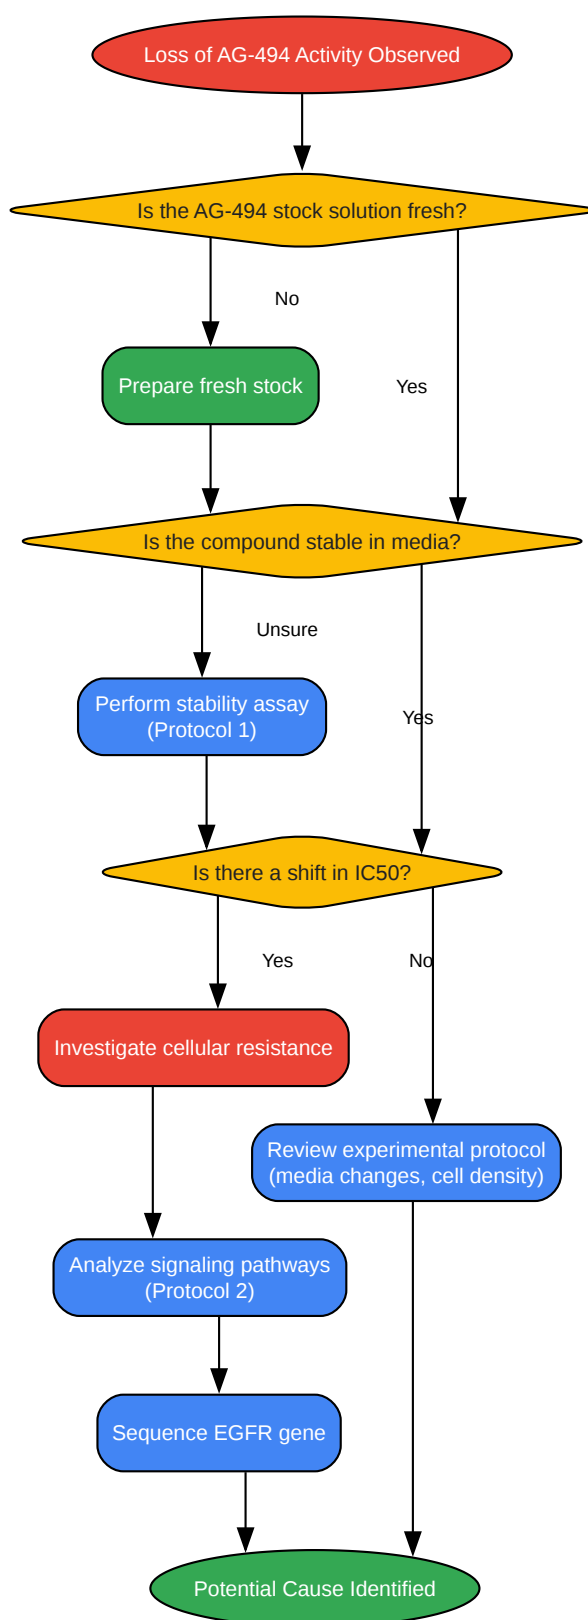 Loss of AG-494 Activity Observed
Is the AG-494 stock solution fresh?
No
Prepare fresh stock
Yes
Is the compound stable in media?
Unsure
Perform stability assay
(Protocol 1)
Yes
Is there a shift in IC50?
Yes
No
Investigate cellular resistance
Review experimental protocol
(media changes, cell density)
Analyze signaling pathways
(Protocol 2)
Sequence EGFR gene
Potential Cause Identified